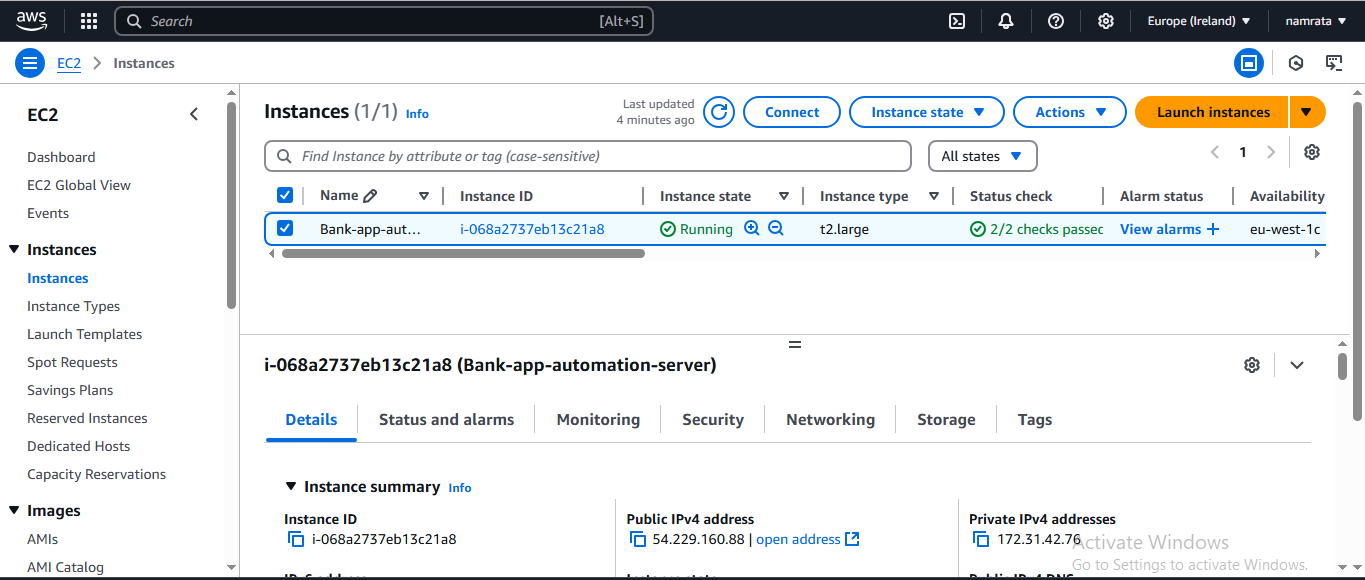 aws
Search [Alt+S]
Europe (Ireland) namrata
EC2 > Instances
EC2
Dashboard
EC2 Global View
Events
Instances
Instances
Instance Types
Launch Templates
Spot Requests
Savings Plans
Reserved Instances
Dedicated Hosts
Capacity Reservations
Images
AMIs
AMI Catalog
Instances (1/1) Info
Last updated
4 minutes ago
Connect Instance state Actions Launch instances
Find Instance by attribute or tag (case-sensitive) All states 1
Name Instance ID Instance state Instance type Status check Alarm status Availability
Bank-app-aut... i-068a2737eb13c21a8 Running t2.large 2/2 checks passec View alarms + eu-west-1c
i-068a2737eb13c21a8 (Bank-app-automation-server)
Details Status and alarms Monitoring Security Networking Storage Tags
Instance summary Info
Instance ID
i-068a2737eb13c21a8
Public IPv4 address
54.229.160.88 | open address
Private IPv4 addresses
172.31.42.76
Activate Windows
Go to Settings to activate Windows.